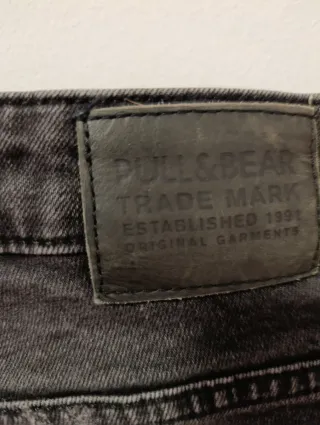 PULL&BEAR
TRADE MARK
ESTABLISHED 1991
ORIGINAL GARMENTS